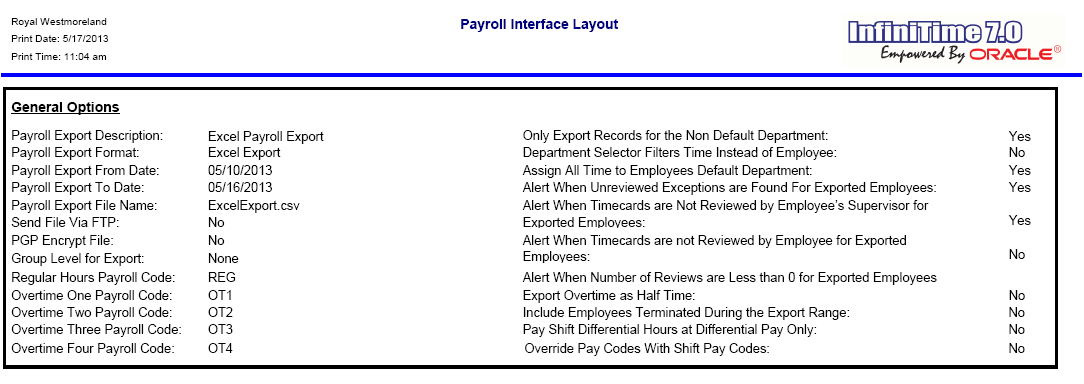 Royal Westmoreland
Print Date: 5/17/2013
Print Time: 11:04 am
Payroll Interface Layout
InfiniTime 7.0
Empowered By ORACLE®
General Options
Payroll Export Description: Excel Payroll Export
Payroll Export Format: Excel Export
Payroll Export From Date: 05/10/2013
Payroll Export To Date: 05/16/2013
Payroll Export File Name: ExcelExport.csv
Send File Via FTP: No
PGP Encrypt File: No
Group Level for Export: None
Regular Hours Payroll Code: REG
Overtime One Payroll Code: OT1
Overtime Two Payroll Code: OT2
Overtime Three Payroll Code: OT3
Overtime Four Payroll Code: OT4
Only Export Records for the Non Default Department: Yes
Department Selector Filters Time Instead of Employee: No
Assign All Time to Employees Default Department: Yes
Alert When Unreviewed Exceptions are Found For Exported Employees: Yes
Alert When Timecards are Not Reviewed by Employee's Supervisor for
Exported Employees: Yes
Alert When Timecards are not Reviewed by Employee for Exported
Employees: No
Alert When Number of Reviews are Less than 0 for Exported Employees
Export Overtime as Half Time: No
Include Employees Terminated During the Export Range: No
Pay Shift Differential Hours at Differential Pay Only: No
Override Pay Codes With Shift Pay Codes: No